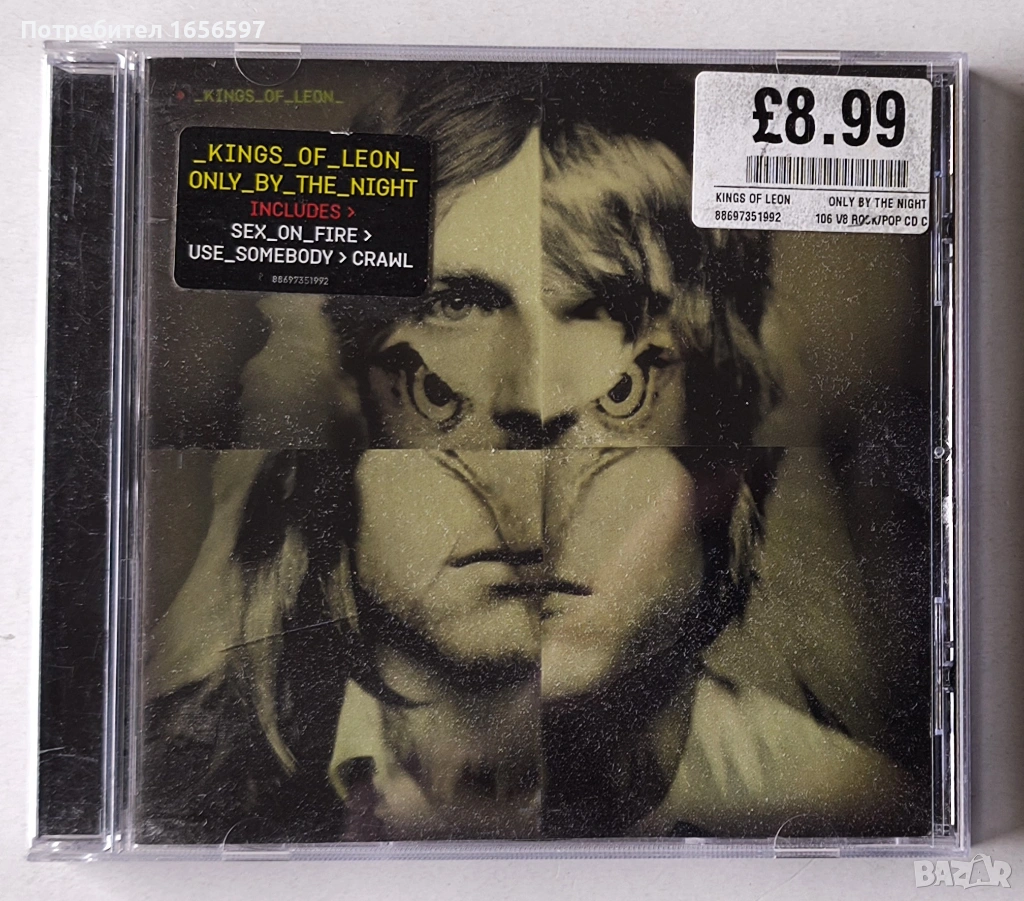 Потребител 1656597
_KINGS_OF_LEON_
_KINGS_OF_LEON_
ONLY_BY_THE_NIGHT
INCLUDES >
SEX_ON_FIRE >
USE_SOMEBODY > CRAWL
88697351992
£8.99
KINGS OF LEON ONLY BY THE NIGHT
88697351992 106 V8 ROCK/POP CD C
BAZAR